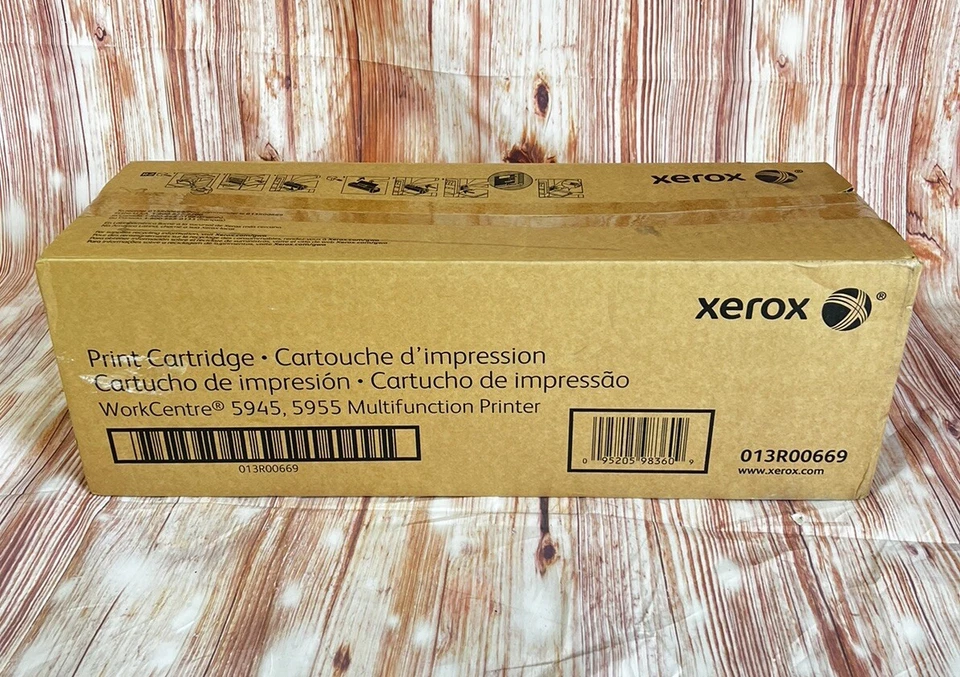 xerox
xerox ®
Print Cartridge • Cartouche d'impression
Cartucho de impresión • Cartucho de impressão
WorkCentre® 5945, 5955 Multifunction Printer
013R00669
0 95205 98360 9
013R00669
www.xerox.com